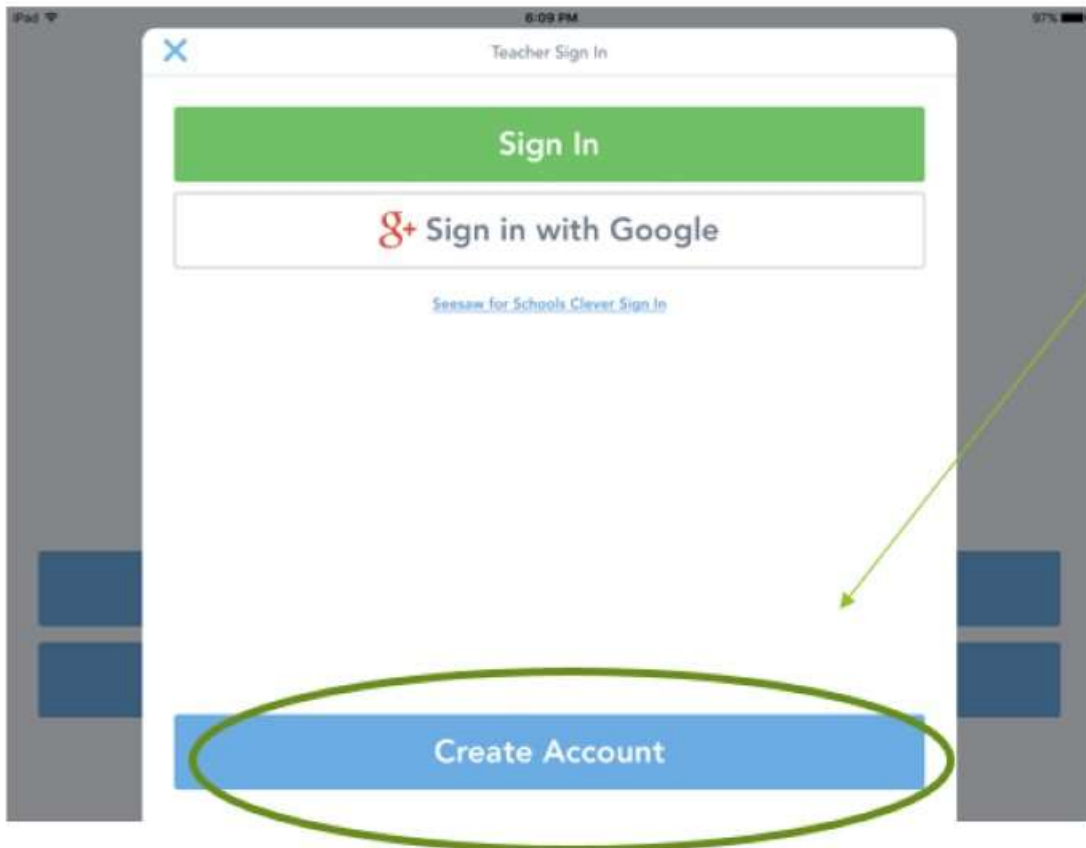 iPad 6:09 PM 97%
Teacher Sign In
Sign In
g+ Sign in with Google
Seesaw for Schools Clever Sign In
Create Account